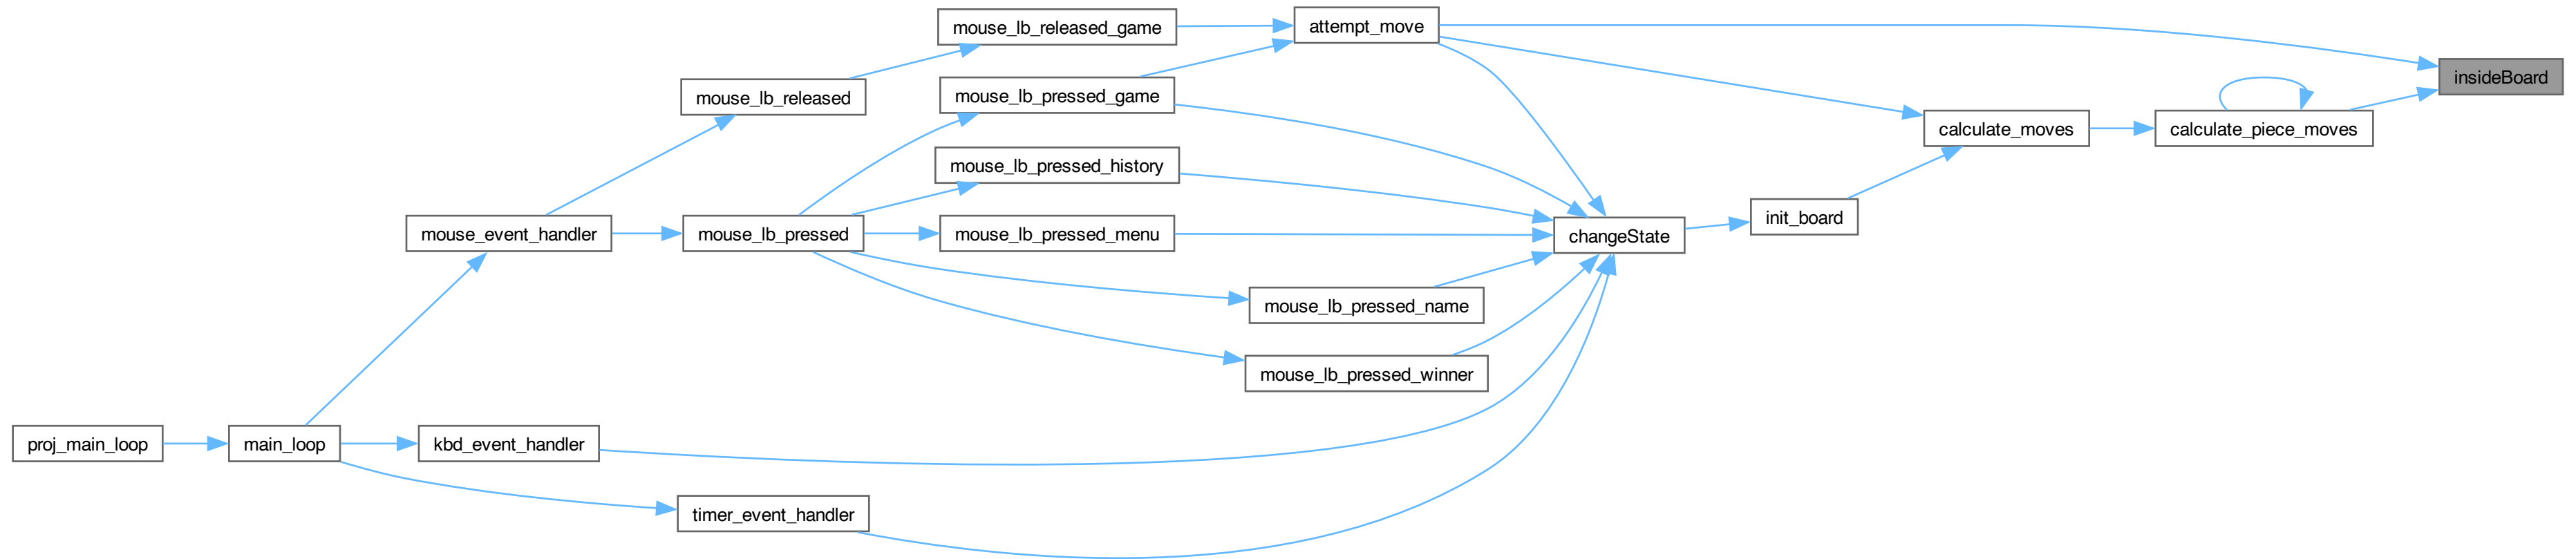 mouse_lb_released_game
attempt_move
insideBoard
mouse_lb_released
mouse_lb_pressed_game
calculate_moves
calculate_piece_moves
mouse_lb_pressed_history
init_board
mouse_event_handler
mouse_lb_pressed
mouse_lb_pressed_menu
changeState
mouse_lb_pressed_name
mouse_lb_pressed_winner
proj_main_loop
main_loop
kbd_event_handler
timer_event_handler